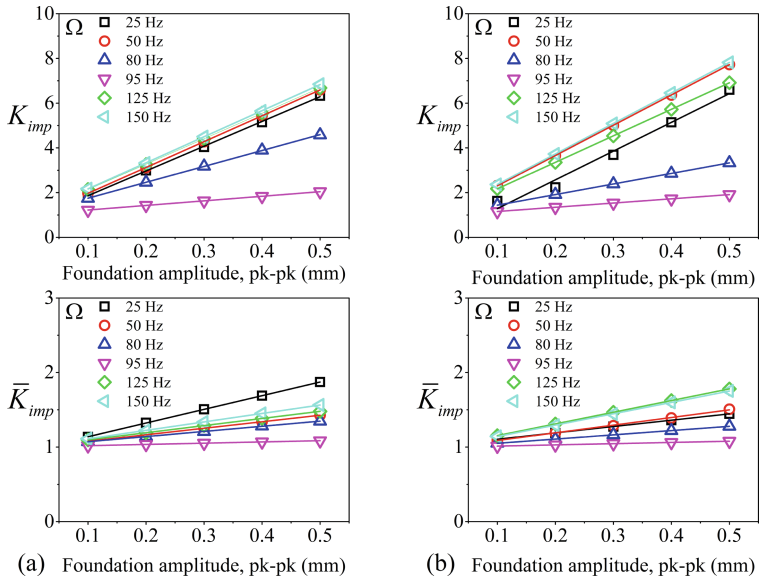 10
8
6
4
2
0
K_imp
Ω
25 Hz
50 Hz
80 Hz
95 Hz
125 Hz
150 Hz
0.1 0.2 0.3 0.4 0.5
Foundation amplitude, pk-pk (mm)
10
8
6
4
2
0
K_imp
Ω
25 Hz
50 Hz
80 Hz
95 Hz
125 Hz
150 Hz
0.1 0.2 0.3 0.4 0.5
Foundation amplitude, pk-pk (mm)
3
2
1
0
K̅_imp
Ω
25 Hz
50 Hz
80 Hz
95 Hz
125 Hz
150 Hz
0.1 0.2 0.3 0.4 0.5
(a) Foundation amplitude, pk-pk (mm)
3
2
1
0
K̅_imp
Ω
25 Hz
50 Hz
80 Hz
95 Hz
125 Hz
150 Hz
0.1 0.2 0.3 0.4 0.5
(b) Foundation amplitude, pk-pk (mm)